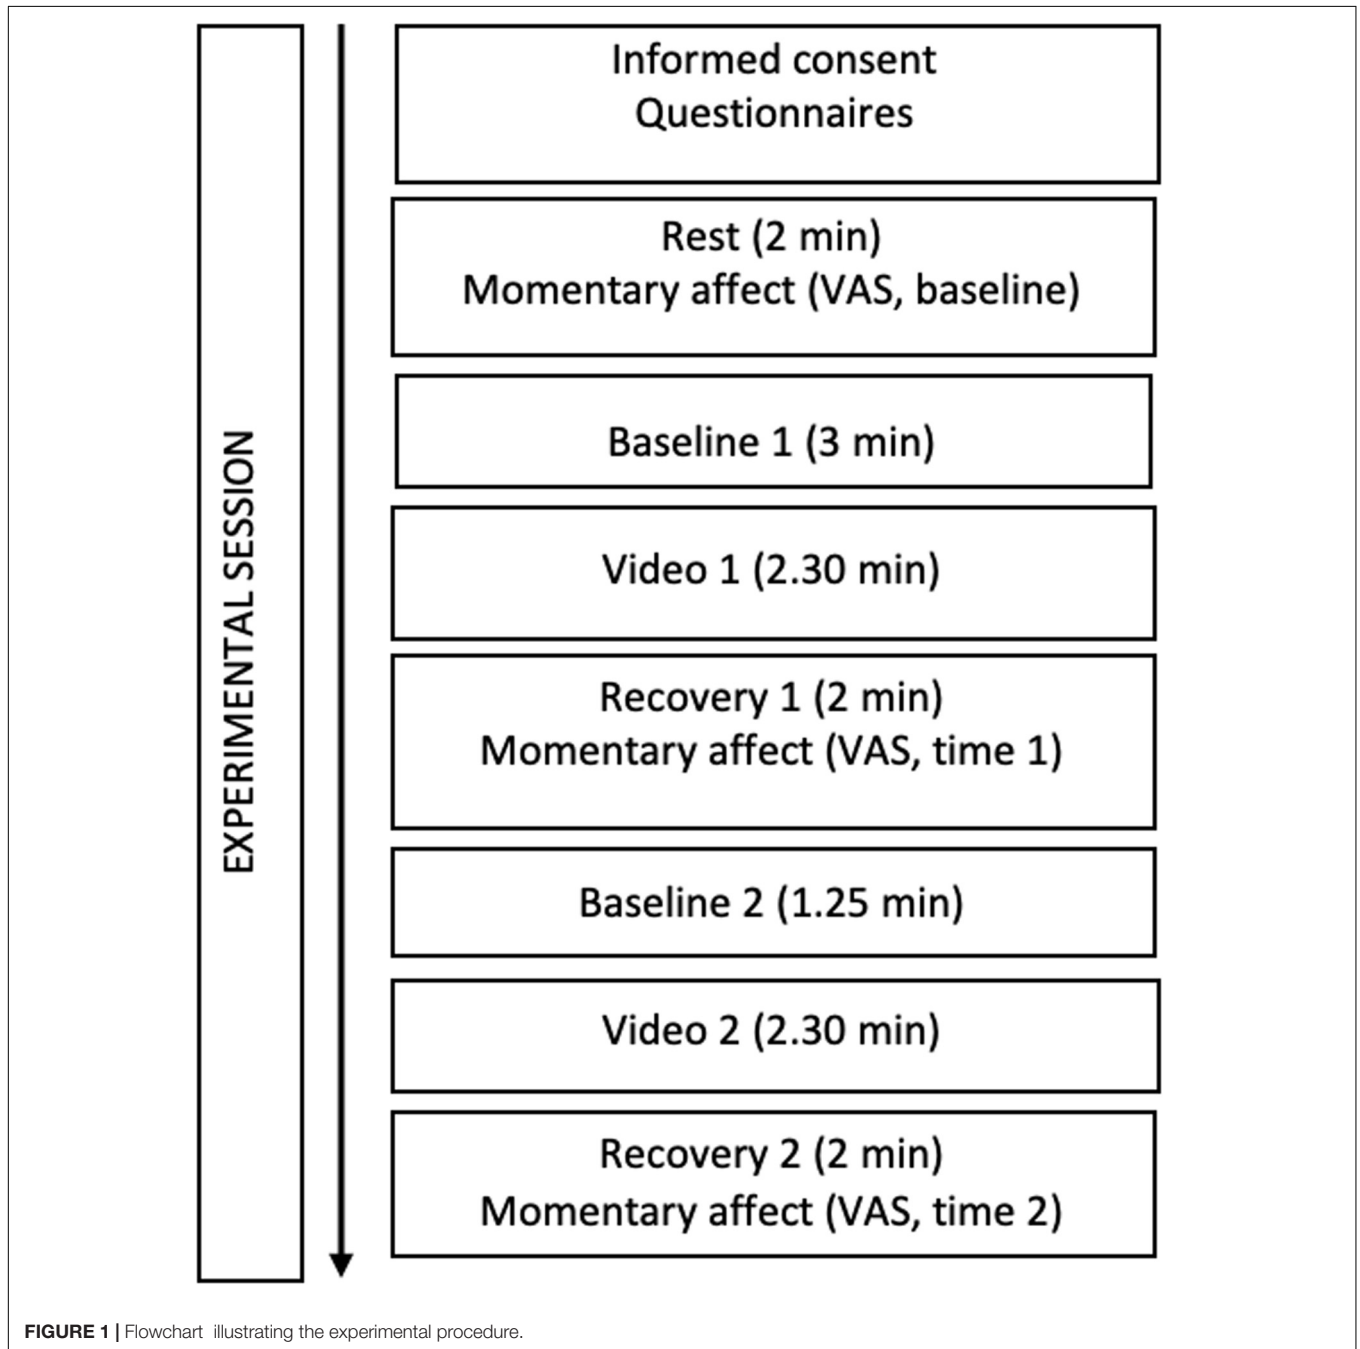 EXPERIMENTAL SESSION
Informed consent
Questionnaires
Rest (2 min)
Momentary affect (VAS, baseline)
Baseline 1 (3 min)
Video 1 (2.30 min)
Recovery 1 (2 min)
Momentary affect (VAS, time 1)
Baseline 2 (1.25 min)
Video 2 (2.30 min)
Recovery 2 (2 min)
Momentary affect (VAS, time 2)
FIGURE 1 | Flowchart illustrating the experimental procedure.